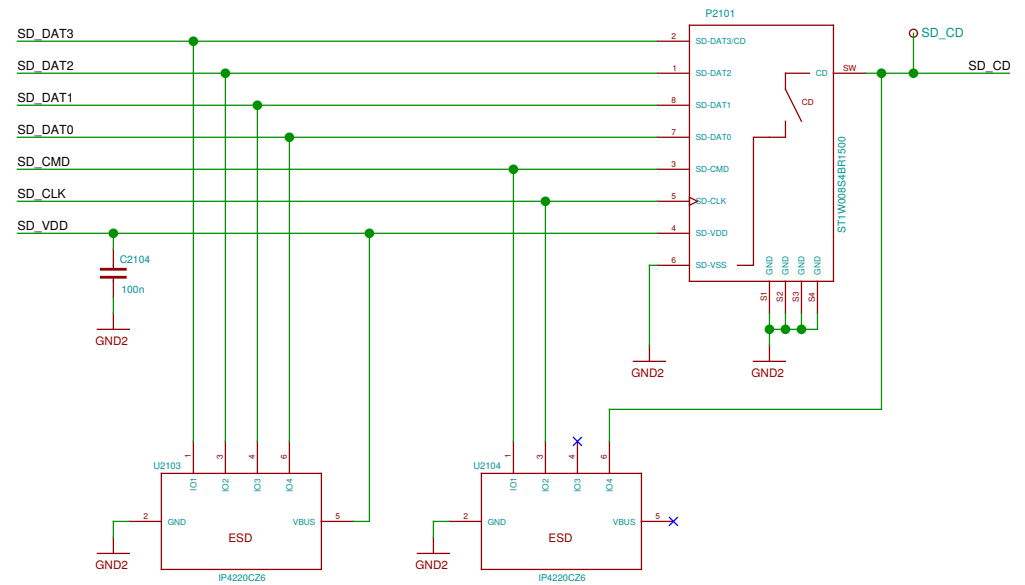 P2101
SD_DAT3
2
SD-DAT3/CD
SD_CD
SD_DAT2
1
SD-DAT2
CD
SW
SD_CD
SD_DAT1
8
SD-DAT1
CD
SD_DAT0
7
SD-DAT0
SD_CMD
3
SD-CMD
SD_CLK
5
SD-CLK
ST1W008S4BR1500
SD_VDD
4
SD-VDD
C2104
100n
GND2
6
SD-VSS
GND
GND
GND
GND
S1
S2
S3
S4
GND2
GND2
U2103
1
3
4
6
IO1
IO2
IO3
IO4
2
GND
VBUS
5
ESD
GND2
IP4220CZ6
U2104
1
3
4
6
IO1
IO2
IO3
IO4
2
GND
VBUS
5
ESD
GND2
IP4220CZ6